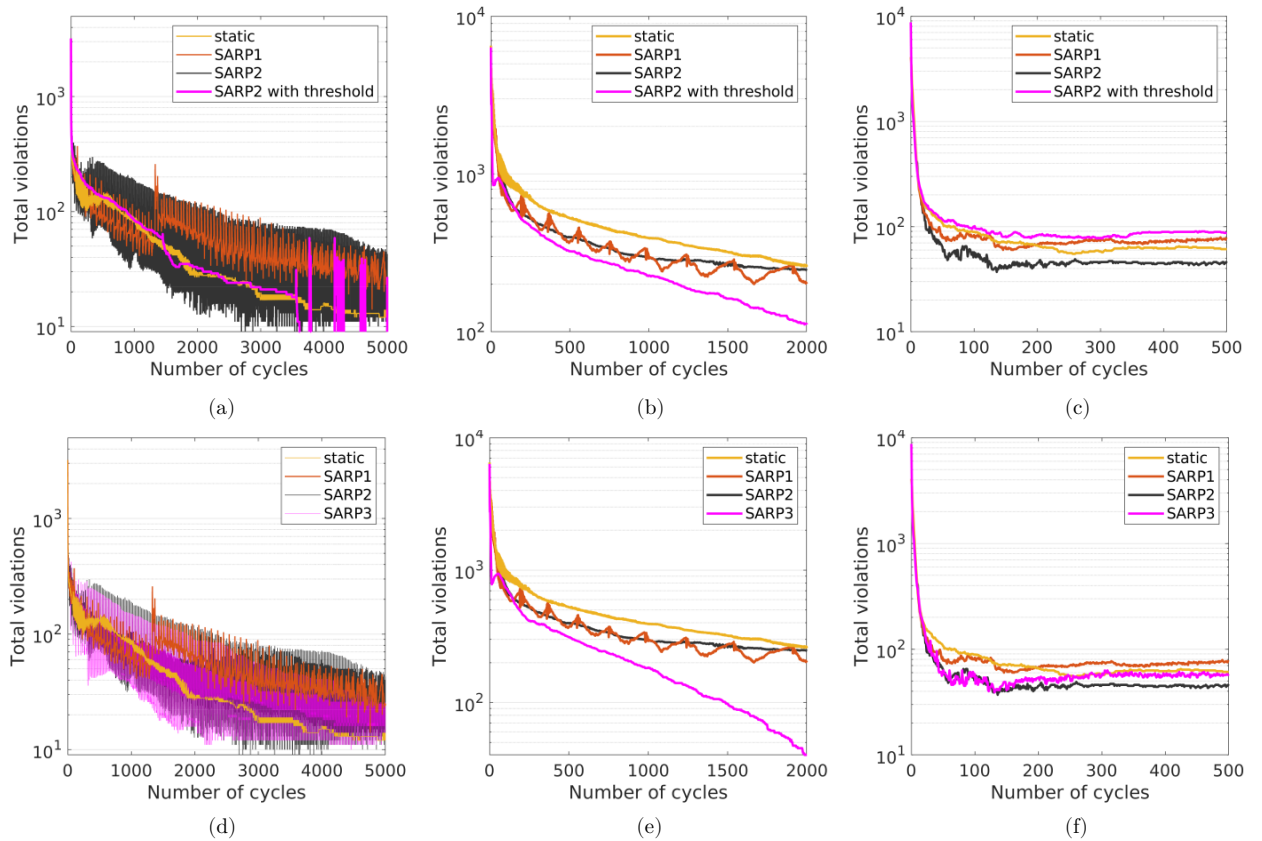 static
SARP1
SARP2
SARP2 with threshold
10^3
10^2
10^1
Total violations
0 1000 2000 3000 4000 5000
Number of cycles
(a)
static
SARP1
SARP2
SARP2 with threshold
10^4
10^3
10^2
Total violations
0 500 1000 1500 2000
Number of cycles
(b)
static
SARP1
SARP2
SARP2 with threshold
10^4
10^3
10^2
10^1
Total violations
0 100 200 300 400 500
Number of cycles
(c)
static
SARP1
SARP2
SARP3
10^3
10^2
10^1
Total violations
0 1000 2000 3000 4000 5000
Number of cycles
(d)
static
SARP1
SARP2
SARP3
10^4
10^3
10^2
Total violations
0 500 1000 1500 2000
Number of cycles
(e)
static
SARP1
SARP2
SARP3
10^4
10^3
10^2
10^1
Total violations
0 100 200 300 400 500
Number of cycles
(f)